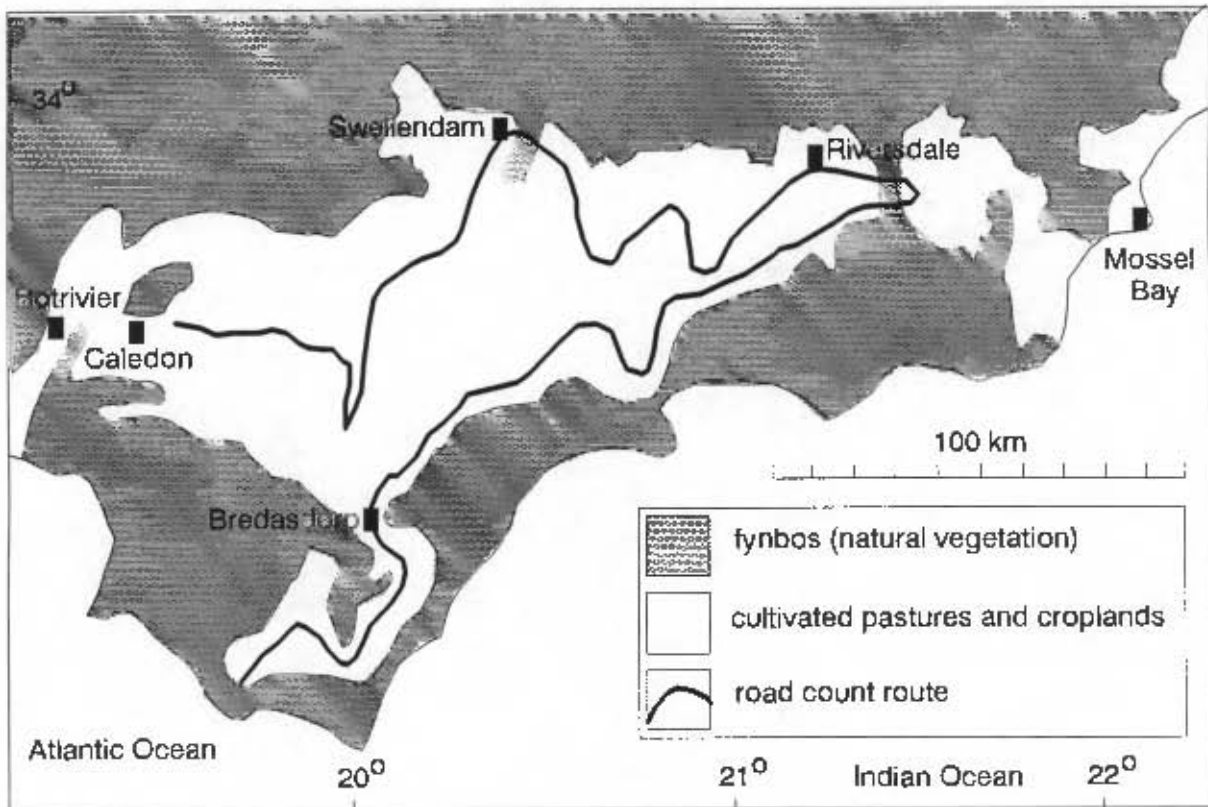 34°
Swellendam
Riversdale
Mossel
Bay
Botrivier
Caledon
100 km
Bredasdorp
fynbos (natural vegetation)
cultivated pastures and croplands
road count route
Atlantic Ocean
20°
21°
Indian Ocean
22°